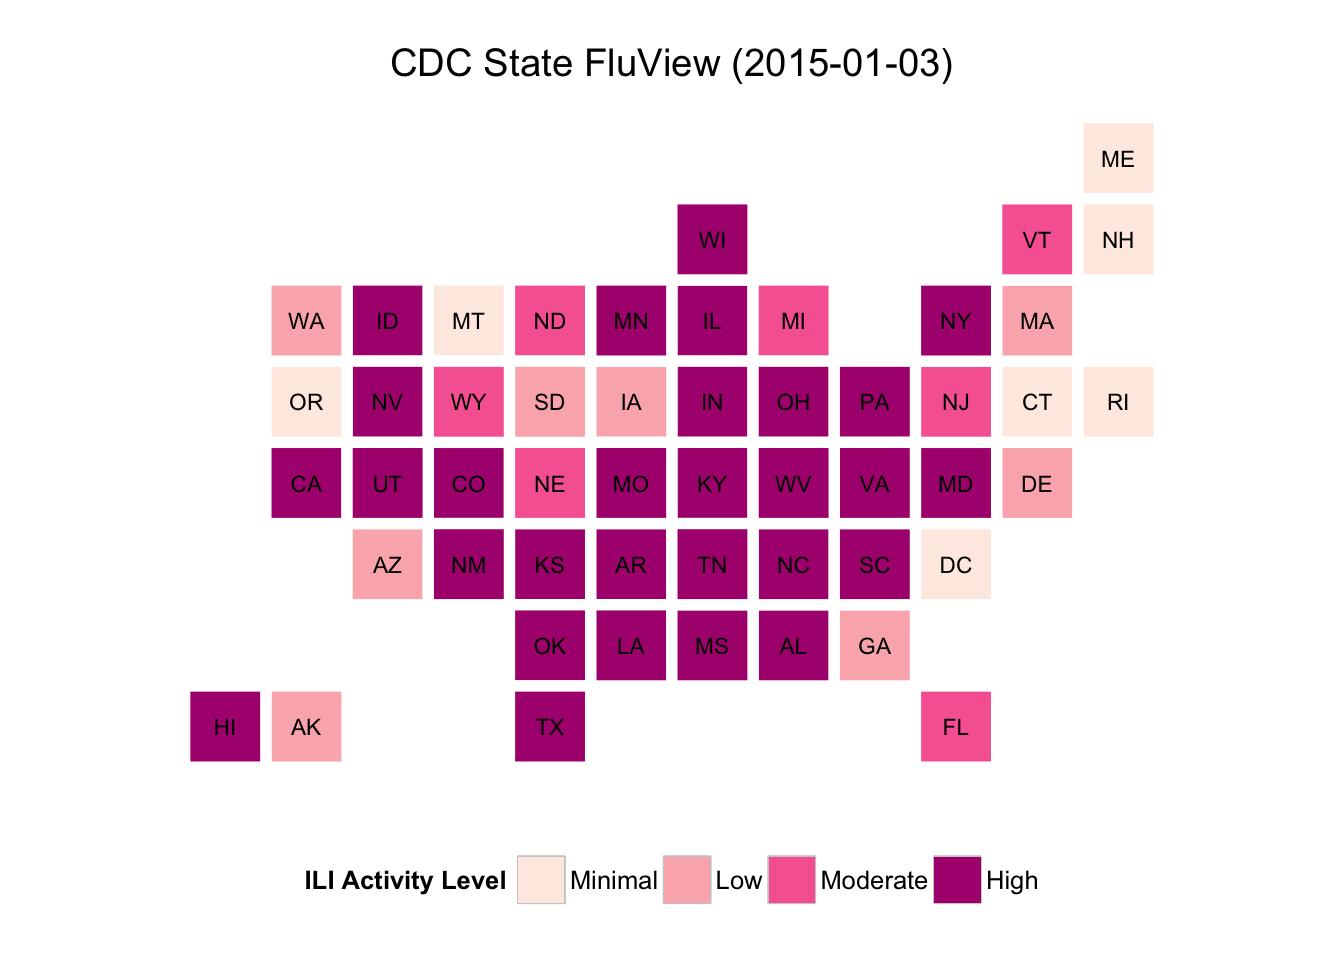 CDC State FluView (2015-01-03)
ME
WI VT NH
WA ID MT ND MN IL MI NY MA
OR NV WY SD IA IN OH PA NJ CT RI
CA UT CO NE MO KY WV VA MD DE
AZ NM KS AR TN NC SC DC
OK LA MS AL GA
HI AK TX FL
ILI Activity Level Minimal Low Moderate High